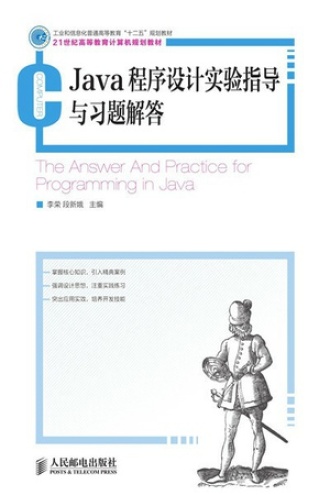 工业和信息化普通高等教育“十二五”规划教材
21世纪高等教育计算机规划教材
COMPUTER
Java 程序设计实验指导
与习题解答
The Answer And Practice for
Programming in Java
■ 李荣 段新娥 主编
掌握核心知识，引入精典案例
强调设计思想，注重实践练习
突出应用实效，培养开发技能
人民邮电出版社
POSTS & TELECOM PRESS